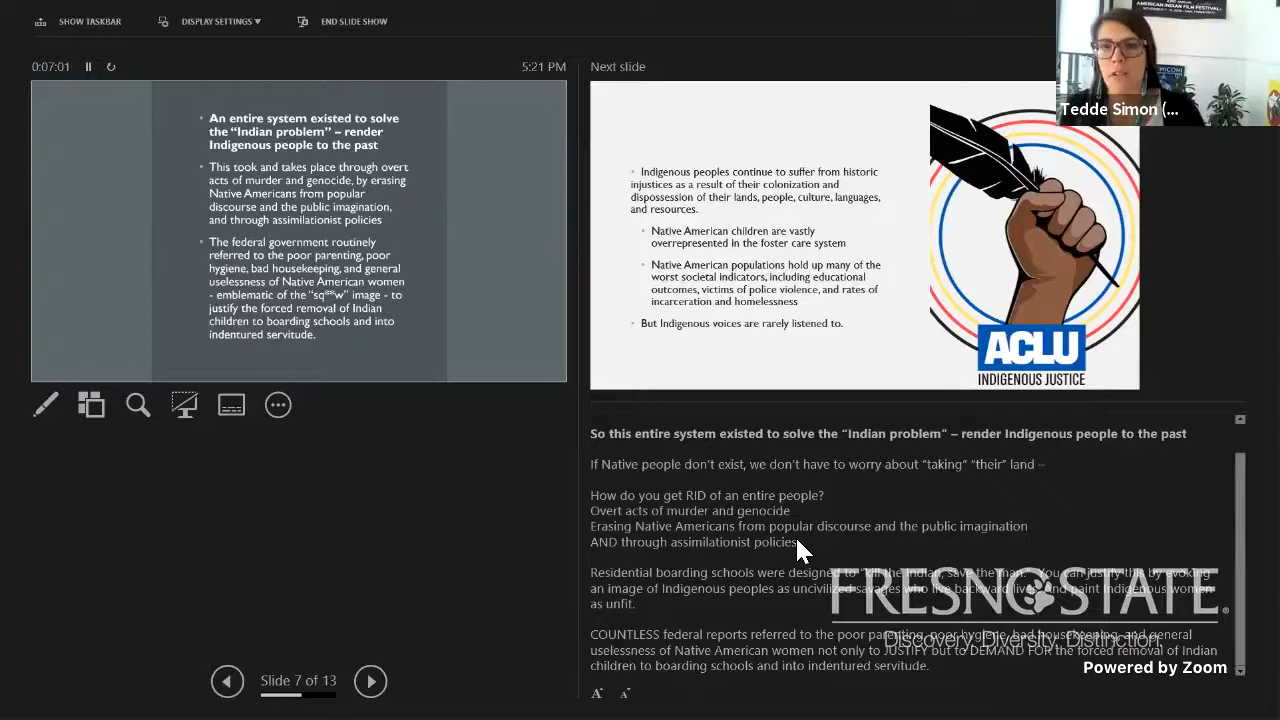 SHOW TASKBAR
DISPLAY SETTINGS ▼
END SLIDE SHOW
AMERICAN INDIAN FILM FESTIVAL
Tedde Simon (...
0:07:01
5:21 PM
Next slide
• An entire system existed to solve
the “Indian problem” – render
Indigenous people to the past
• This took and takes place through overt
acts of murder and genocide, by erasing
Native Americans from popular
discourse and the public imagination,
and through assimilationist policies
• The federal government routinely
referred to the poor parenting, poor
hygiene, bad housekeeping, and general
uselessness of Native American women
- emblematic of the “sq**w” image - to
justify the forced removal of Indian
children to boarding schools and into
indentured servitude.
• Indigenous peoples continue to suffer from historic
injustices as a result of their colonization and
dispossession of their lands, people, culture, languages,
and resources.
• Native American children are vastly
overrepresented in the foster care system
• Native American populations hold up many of the
worst societal indicators, including educational
outcomes, victims of police violence, and rates of
incarceration and homelessness
• But Indigenous voices are rarely listened to.
ACLU
INDIGENOUS JUSTICE
So this entire system existed to solve the “Indian problem” – render Indigenous people to the past
If Native people don’t exist, we don’t have to worry about “taking” “their” land –
How do you get RID of an entire people?
Overt acts of murder and genocide
Erasing Native Americans from popular discourse and the public imagination
AND through assimilationist policies
Residential boarding schools were designed to “kill the Indian, save the man.” You can justify this by evoking
an image of Indigenous peoples as uncivilized savages who live backward lives. And paint Indigenous women
as unfit.
COUNTLESS federal reports referred to the poor parenting, poor hygiene, bad housekeeping, and general
uselessness of Native American women not only to JUSTIFY but to DEMAND FOR the forced removal of Indian
children to boarding schools and into indentured servitude.
FRESNO STATE®
Discovery. Diversity. Distinction.
Powered by Zoom
Slide 7 of 13
A A